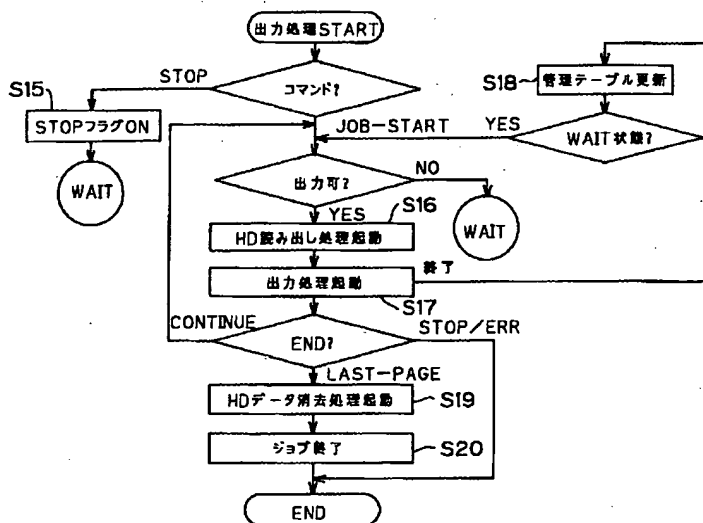 出力処理START
コマンド?
STOP
S15
STOPフラグON
WAIT
S18
管理テーブル更新
JOB-START
YES
WAIT状態?
出力可?
NO
WAIT
YES
S16
HD読み出し処理起動
出力処理起動
終了
S17
CONTINUE
END?
STOP/ERR
LAST-PAGE
HDデータ消去処理起動
S19
ジョブ終了
S20
END